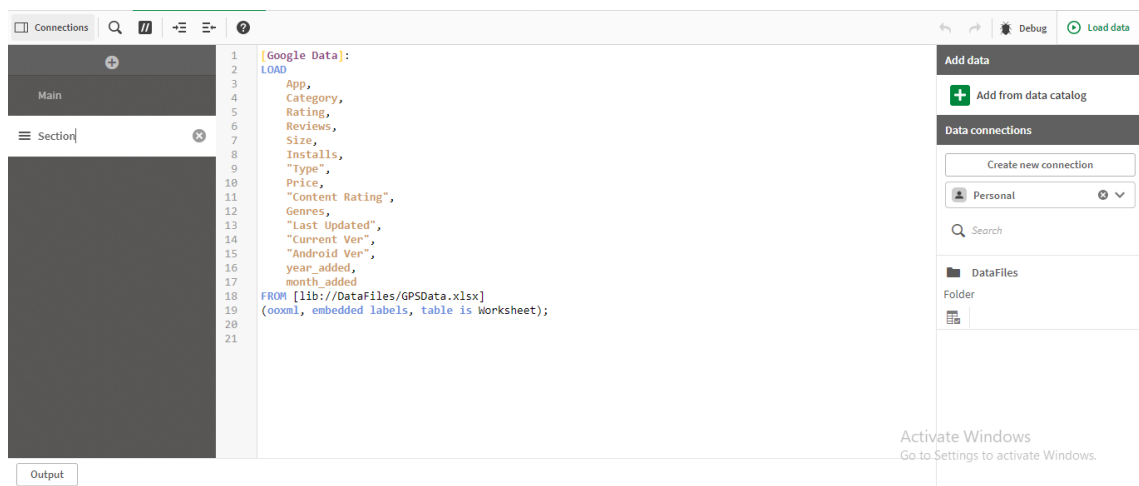 Connections
Debug
Load data
Main
Section
1 [Google Data]:
2 LOAD
3 App,
4 Category,
5 Rating,
6 Reviews,
7 Size,
8 Installs,
9 "Type",
10 Price,
11 "Content Rating",
12 Genres,
13 "Last Updated",
14 "Current Ver",
15 "Android Ver",
16 year_added,
17 month_added
18 FROM [lib://DataFiles/GPSData.xlsx]
19 (ooxml, embedded labels, table is Worksheet);
20
21
Add data
Add from data catalog
Data connections
Create new connection
Personal
Search
DataFiles
Folder
Activate Windows
Go to Settings to activate Windows.
Output